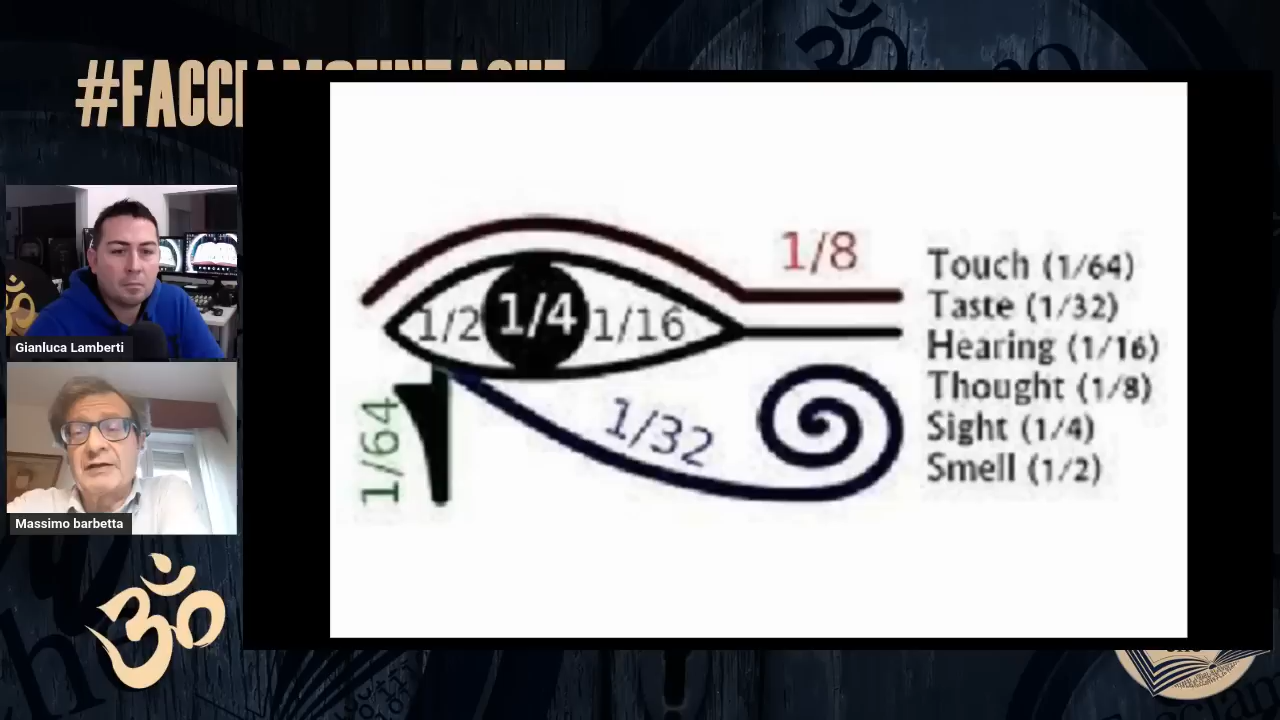 Gianluca Lamberti
Massimo barbetta
1/8
1/2 1/4 1/16
1/32
1/64
Touch (1/64)
Taste (1/32)
Hearing (1/16)
Thought (1/8)
Sight (1/4)
Smell (1/2)